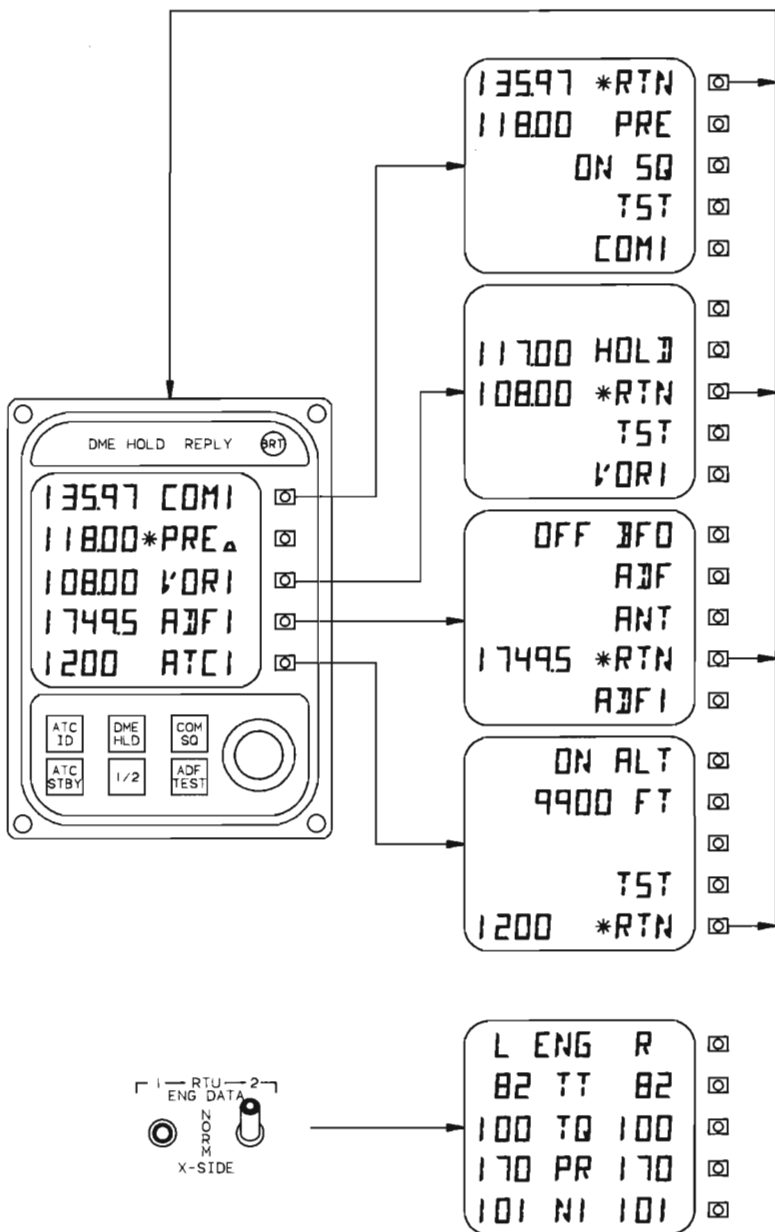 135.97 *RTN
118.00 PRE
ON SQ
TST
COM1
117.00 HOLD
108.00 *RTN
TST
VOR1
DME HOLD REPLY BRT
135.97 COM1
118.00*PRE
108.00 VOR1
1749.5 ADF1
1200 ATC1
ATC ID
DME HLD
COM SQ
ATC STBY
1/2
ADF TEST
OFF BFO
ADF
ANT
1749.5 *RTN
ADF1
ON ALT
9900 FT
TST
1200 *RTN
1 RTU 2
ENG DATA
NORM
X-SIDE
L ENG R
82 TT 82
100 TQ 100
170 PR 170
101 N1 101